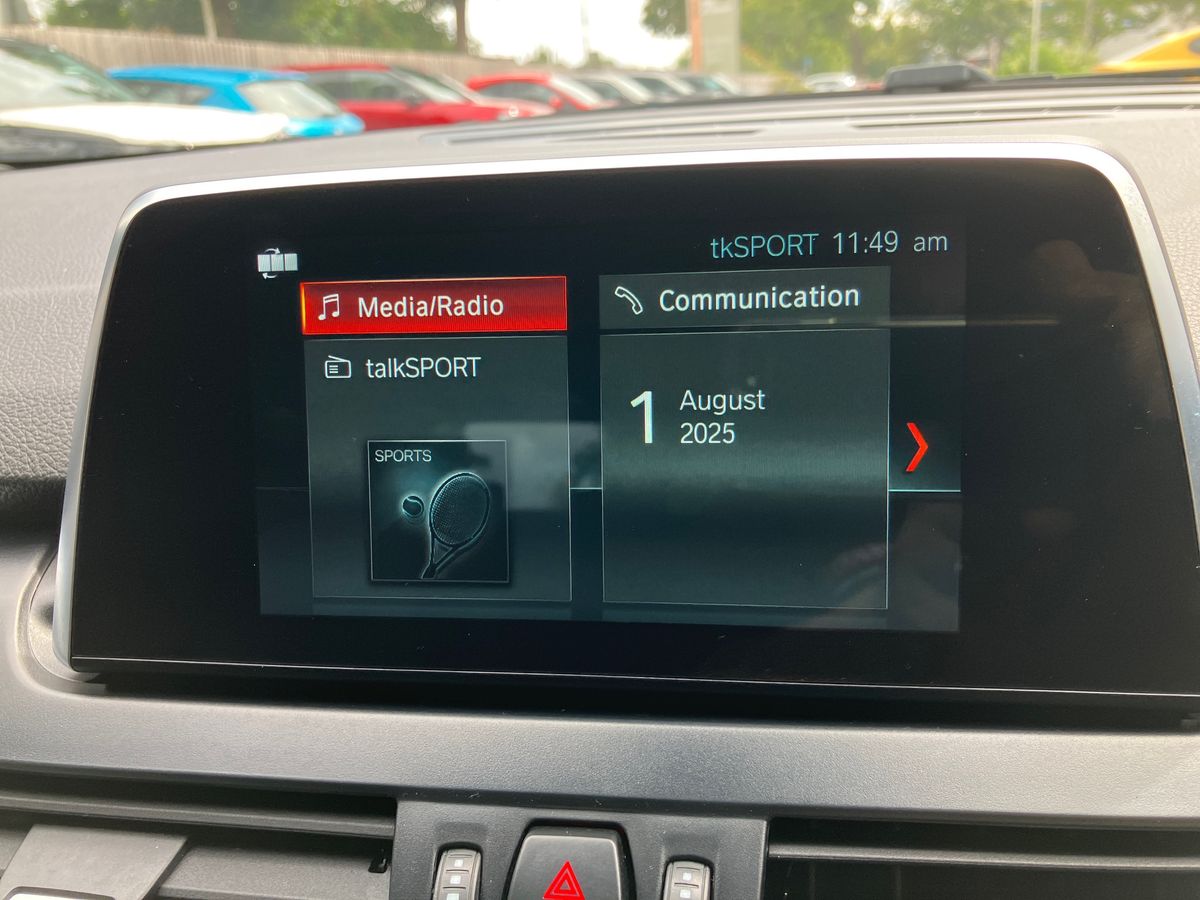 tkSPORT 11:49 am
Media/Radio
talkSPORT
SPORTS
Communication
1 August
2025